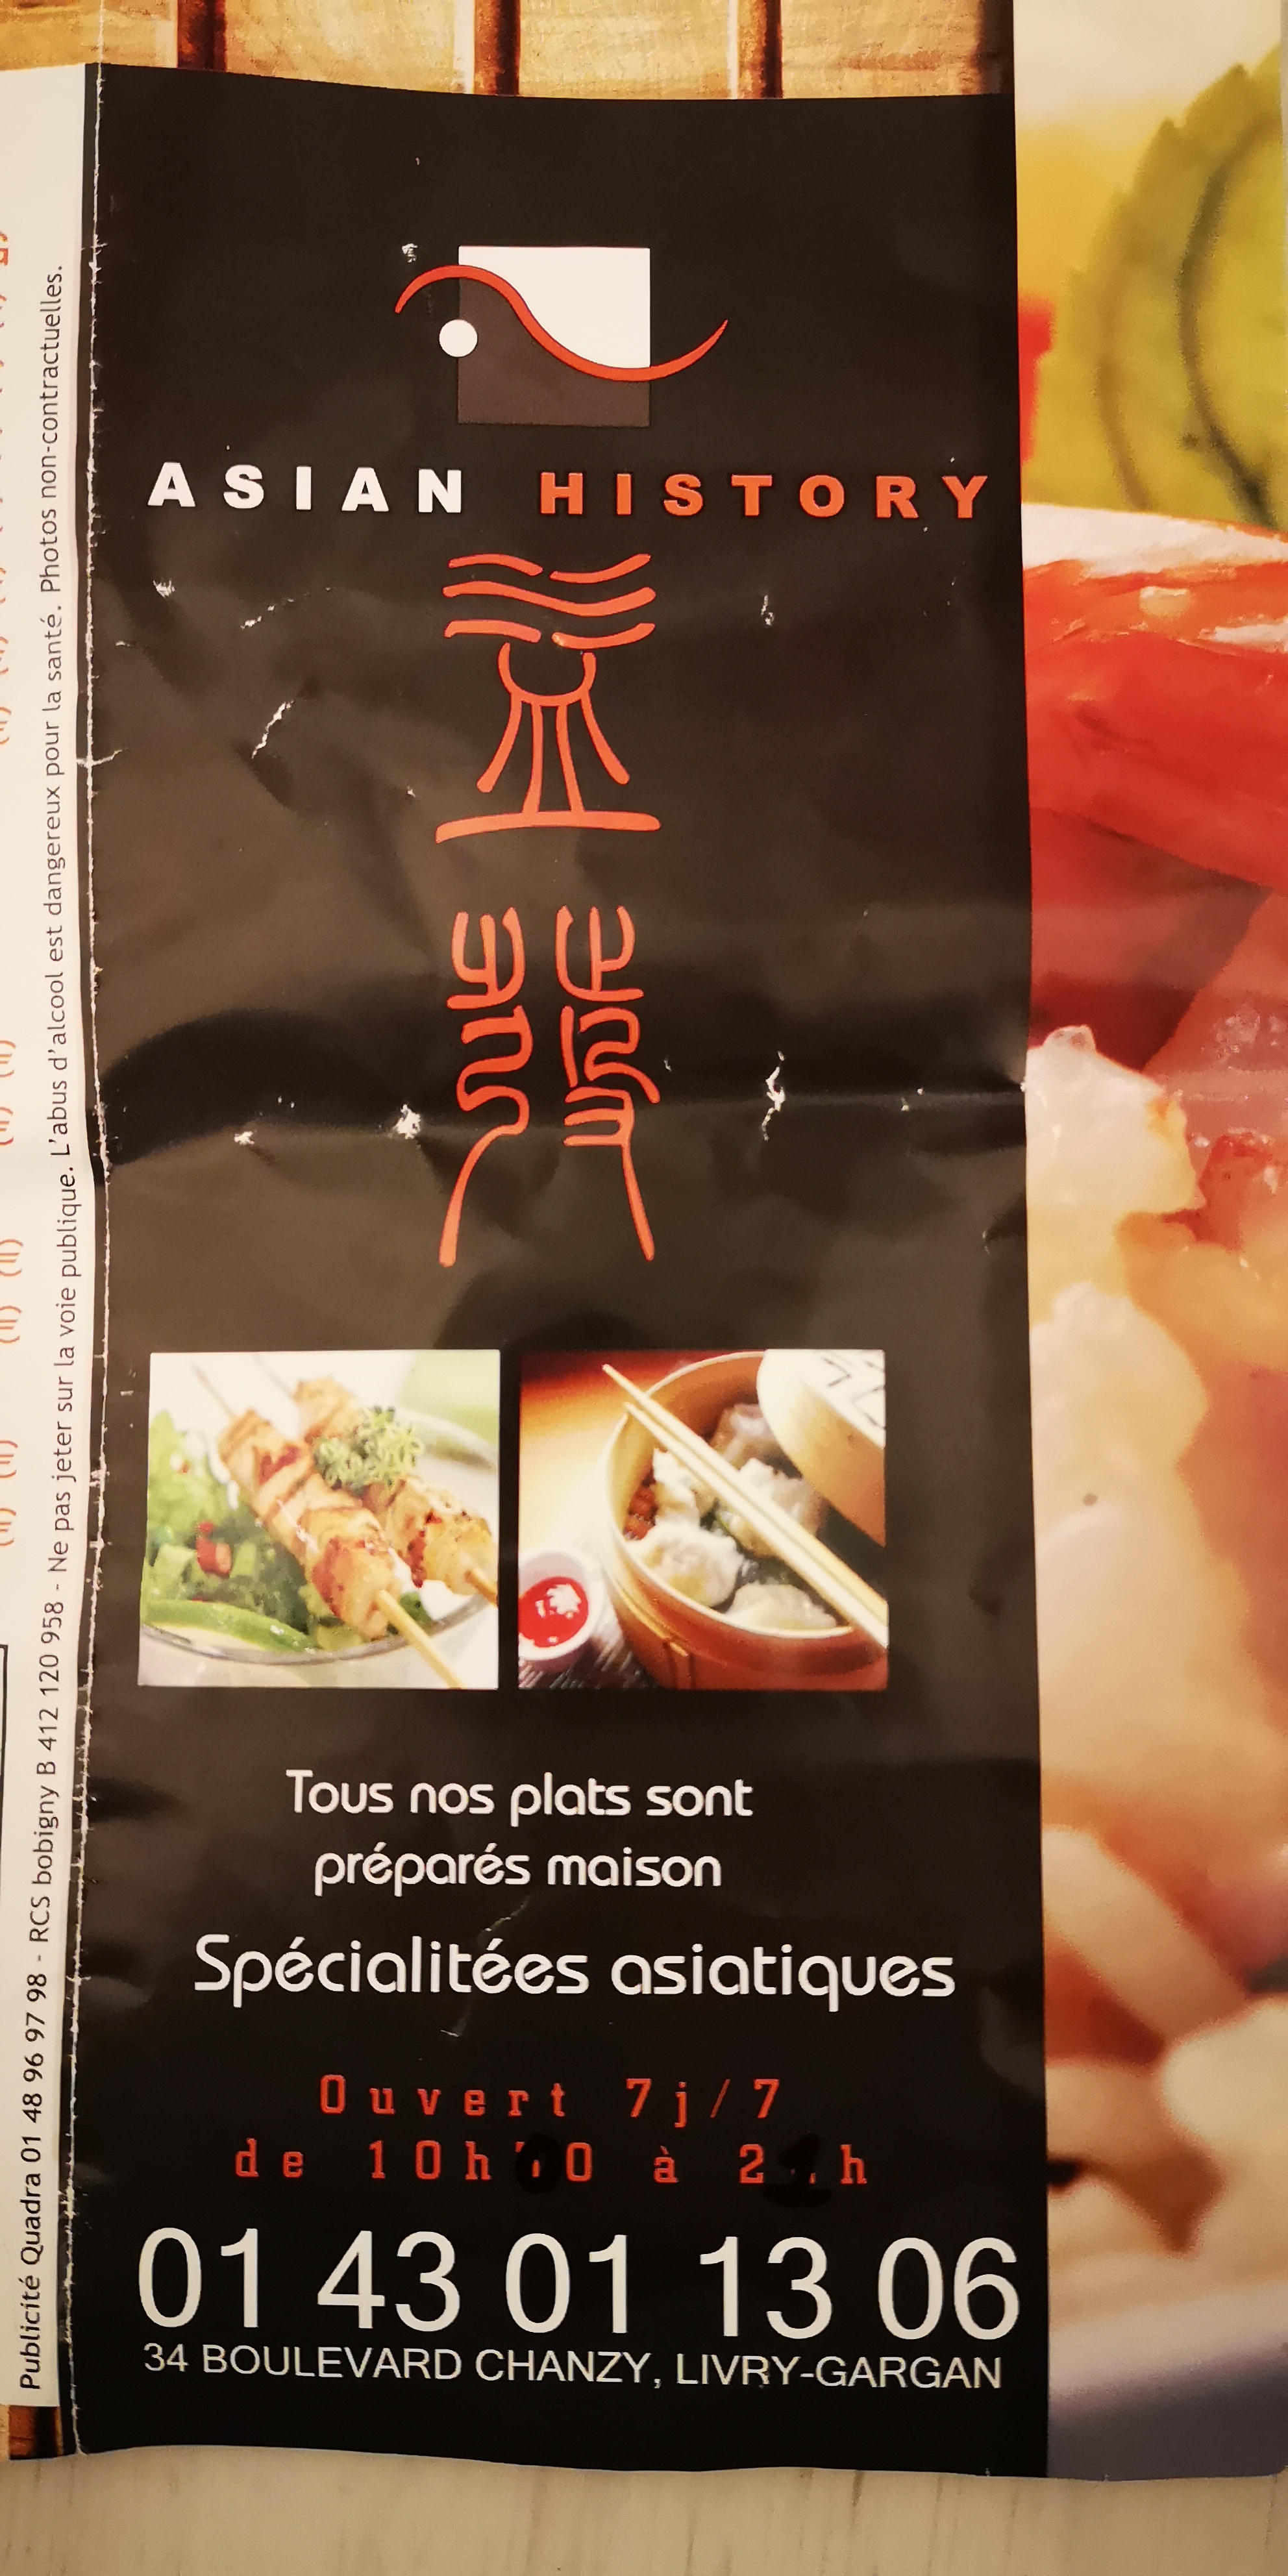 ASIAN HISTORY
Tous nos plats sont
préparés maison
Spécialitées asiatiques
Ouvert 7j/7
de à
01 43 01 13 06
34 BOULEVARD CHANZY, LIVRY-GARGAN
Publicité Quadra 01 48 96 97 98 - RCS bobigny B 412 120 958 - Ne pas jeter sur la voie publique. L'abus d'alcool est dangereux pour la santé. Photos non-contractuelles.